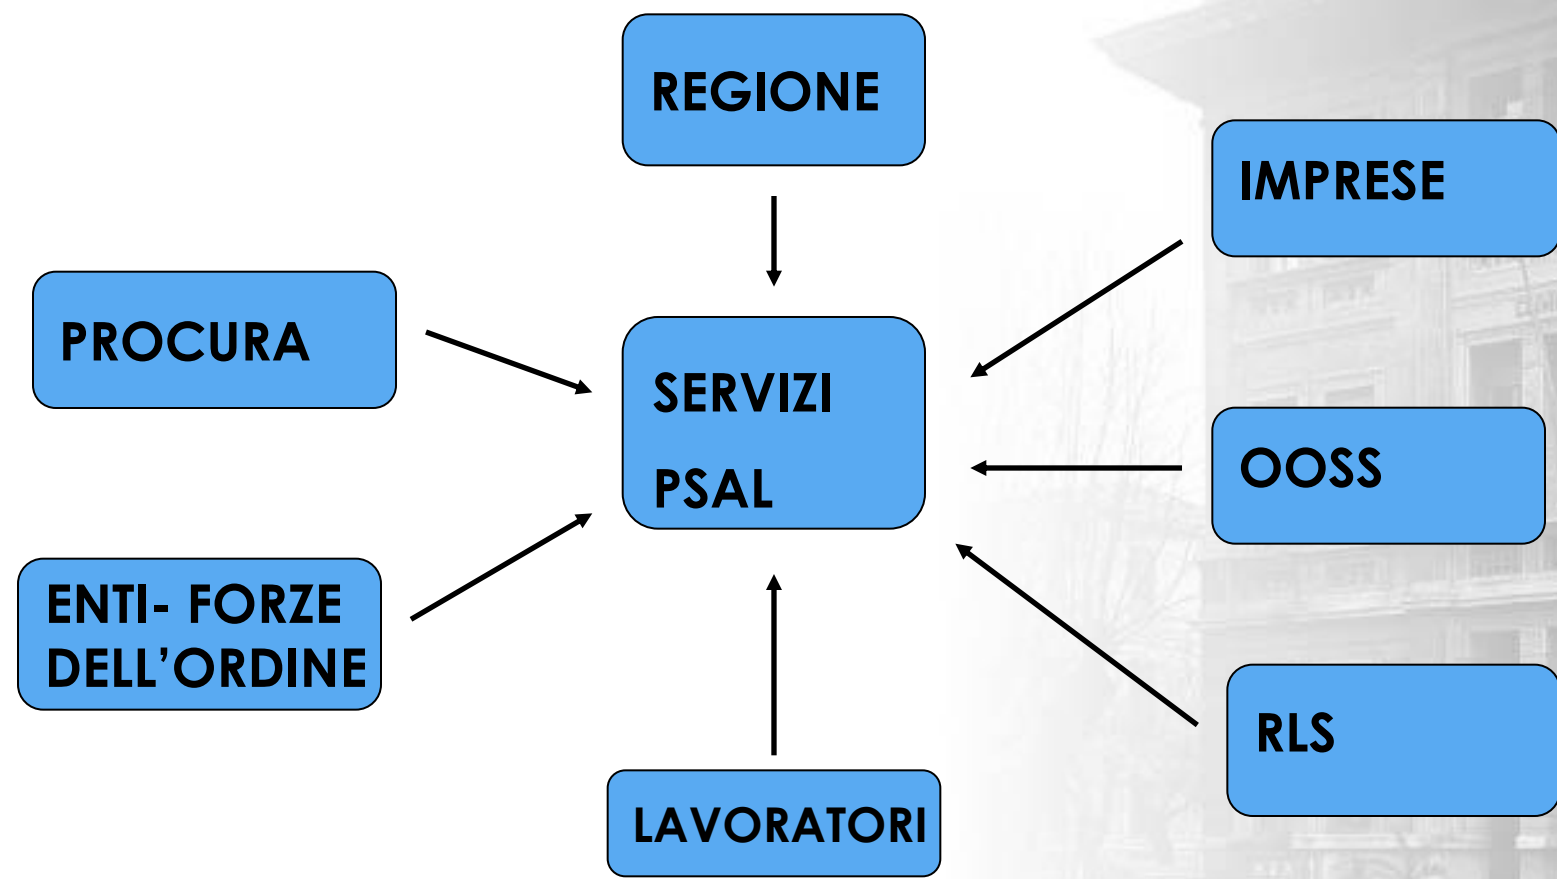 REGIONE
IMPRESE
PROCURA
SERVIZI
PSAL
OOSS
ENTI- FORZE
DELL’ORDINE
RLS
LAVORATORI